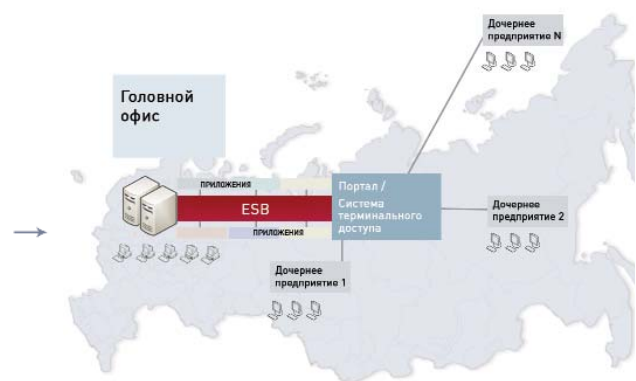 Дочернее
предприятие N
Головной
офис
ПРИЛОЖЕНИЯ
ESB
ПРИЛОЖЕНИЯ
Портал /
Система
терминального
доступа
Дочернее
предприятие 2
Дочернее
предприятие 1